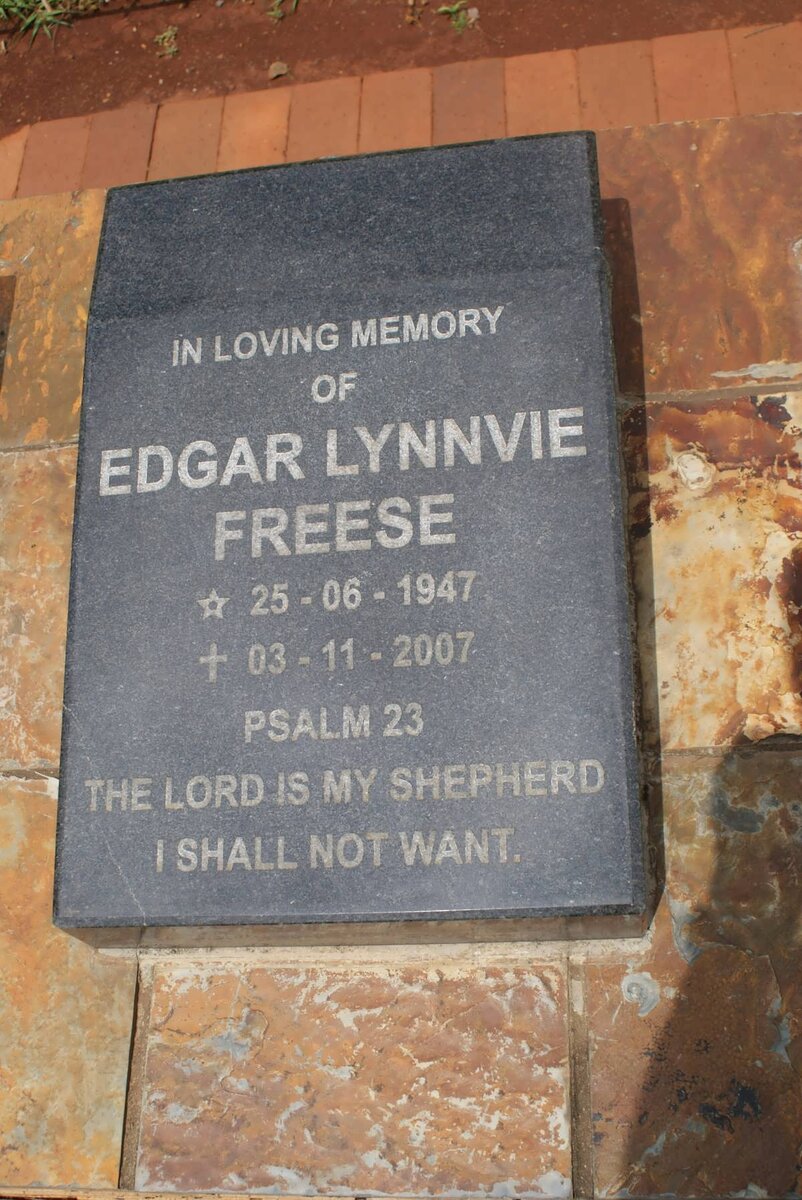 IN LOVING MEMORY
OF
EDGAR LYNNVIE
FREESE
☆ 25 - 06 - 1947
✝ 03 - 11 - 2007
PSALM 23
THE LORD IS MY SHEPHERD
I SHALL NOT WANT.